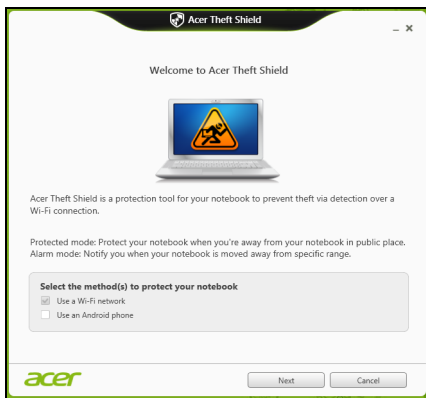 Acer Theft Shield
Welcome to Acer Theft Shield
Acer Theft Shield is a protection tool for your notebook to prevent theft via detection over a
Wi-Fi connection.
Protected mode: Protect your notebook when you're away from your notebook in public place.
Alarm mode: Notify you when your notebook is moved away from specific range.
Select the method(s) to protect your notebook
Use a Wi-Fi network
Use an Android phone
acer Next Cancel